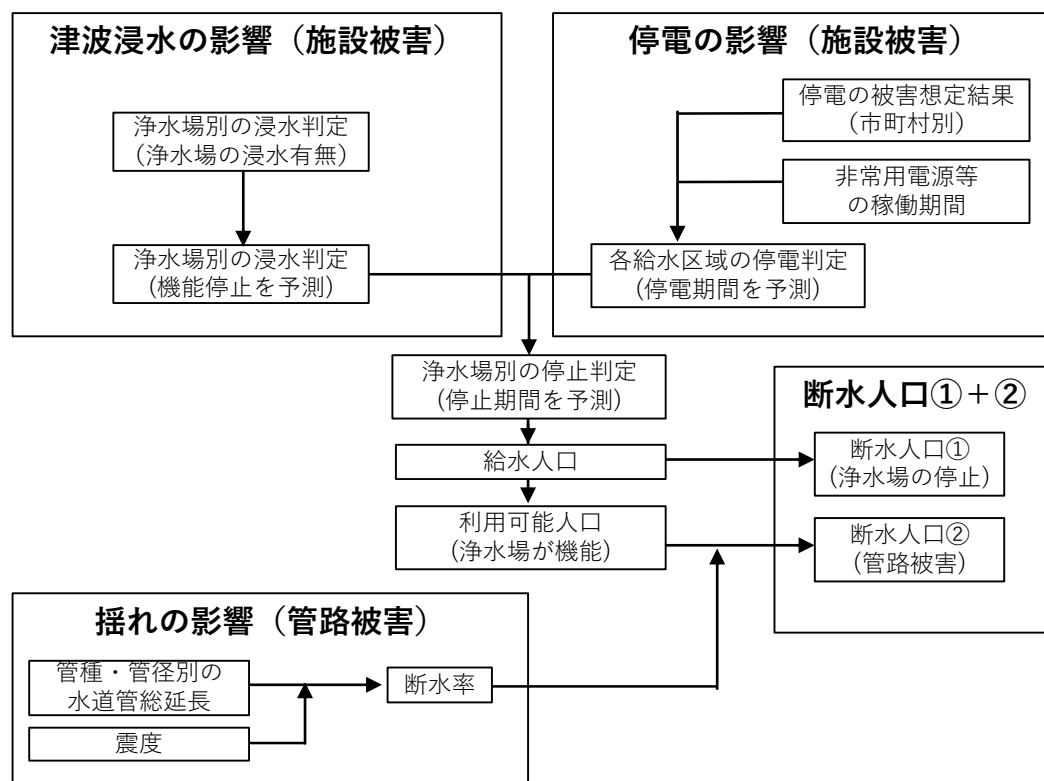 津波浸水の影響（施設被害）
浄水場別の浸水判定
(浄水場の浸水有無)
浄水場別の浸水判定
(機能停止を予測)
停電の影響（施設被害）
停電の被害想定結果
(市町村別)
非常用電源等
の稼働期間
各給水区域の停電判定
(停電期間を予測)
浄水場別の停止判定
(停止期間を予測)
給水人口
利用可能人口
(浄水場が機能)
断水人口①＋②
断水人口①
(浄水場の停止)
断水人口②
(管路被害)
揺れの影響（管路被害）
管種・管径別の
水道管総延長
震度
断水率